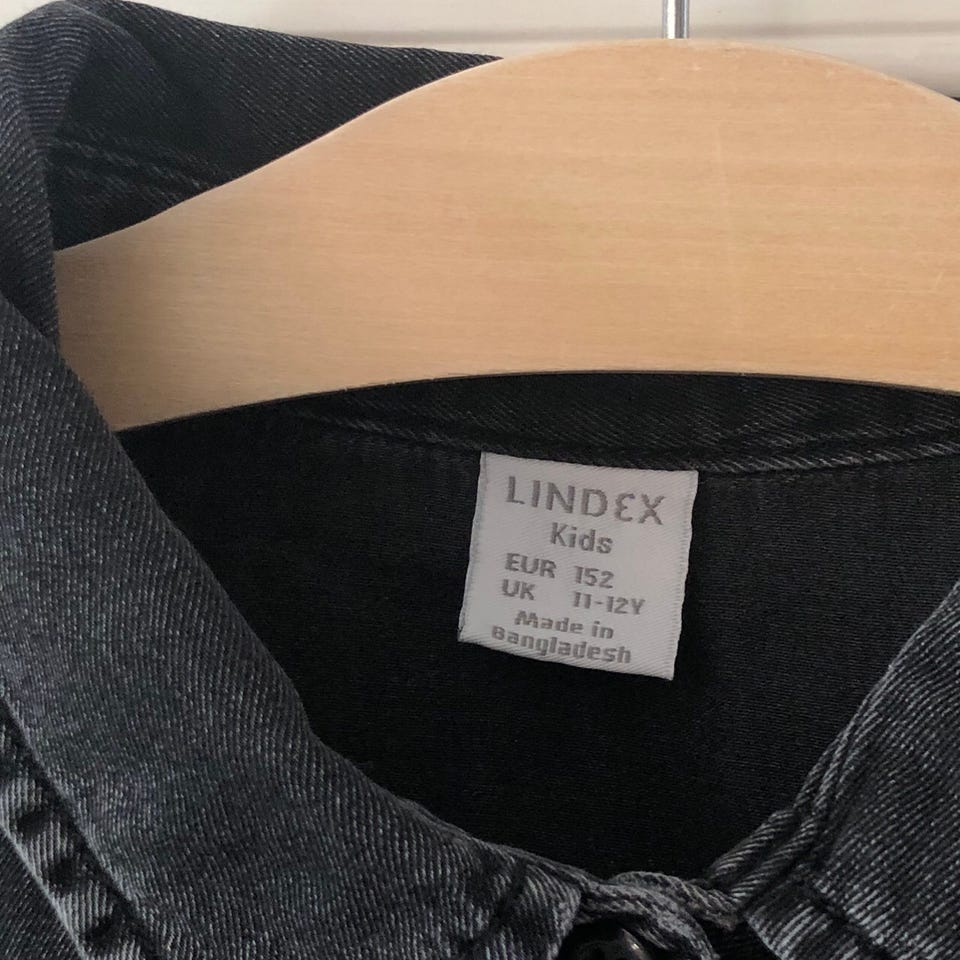 LINDEX
Kids
EUR 152
UK 11-12Y
Made in
Bangladesh